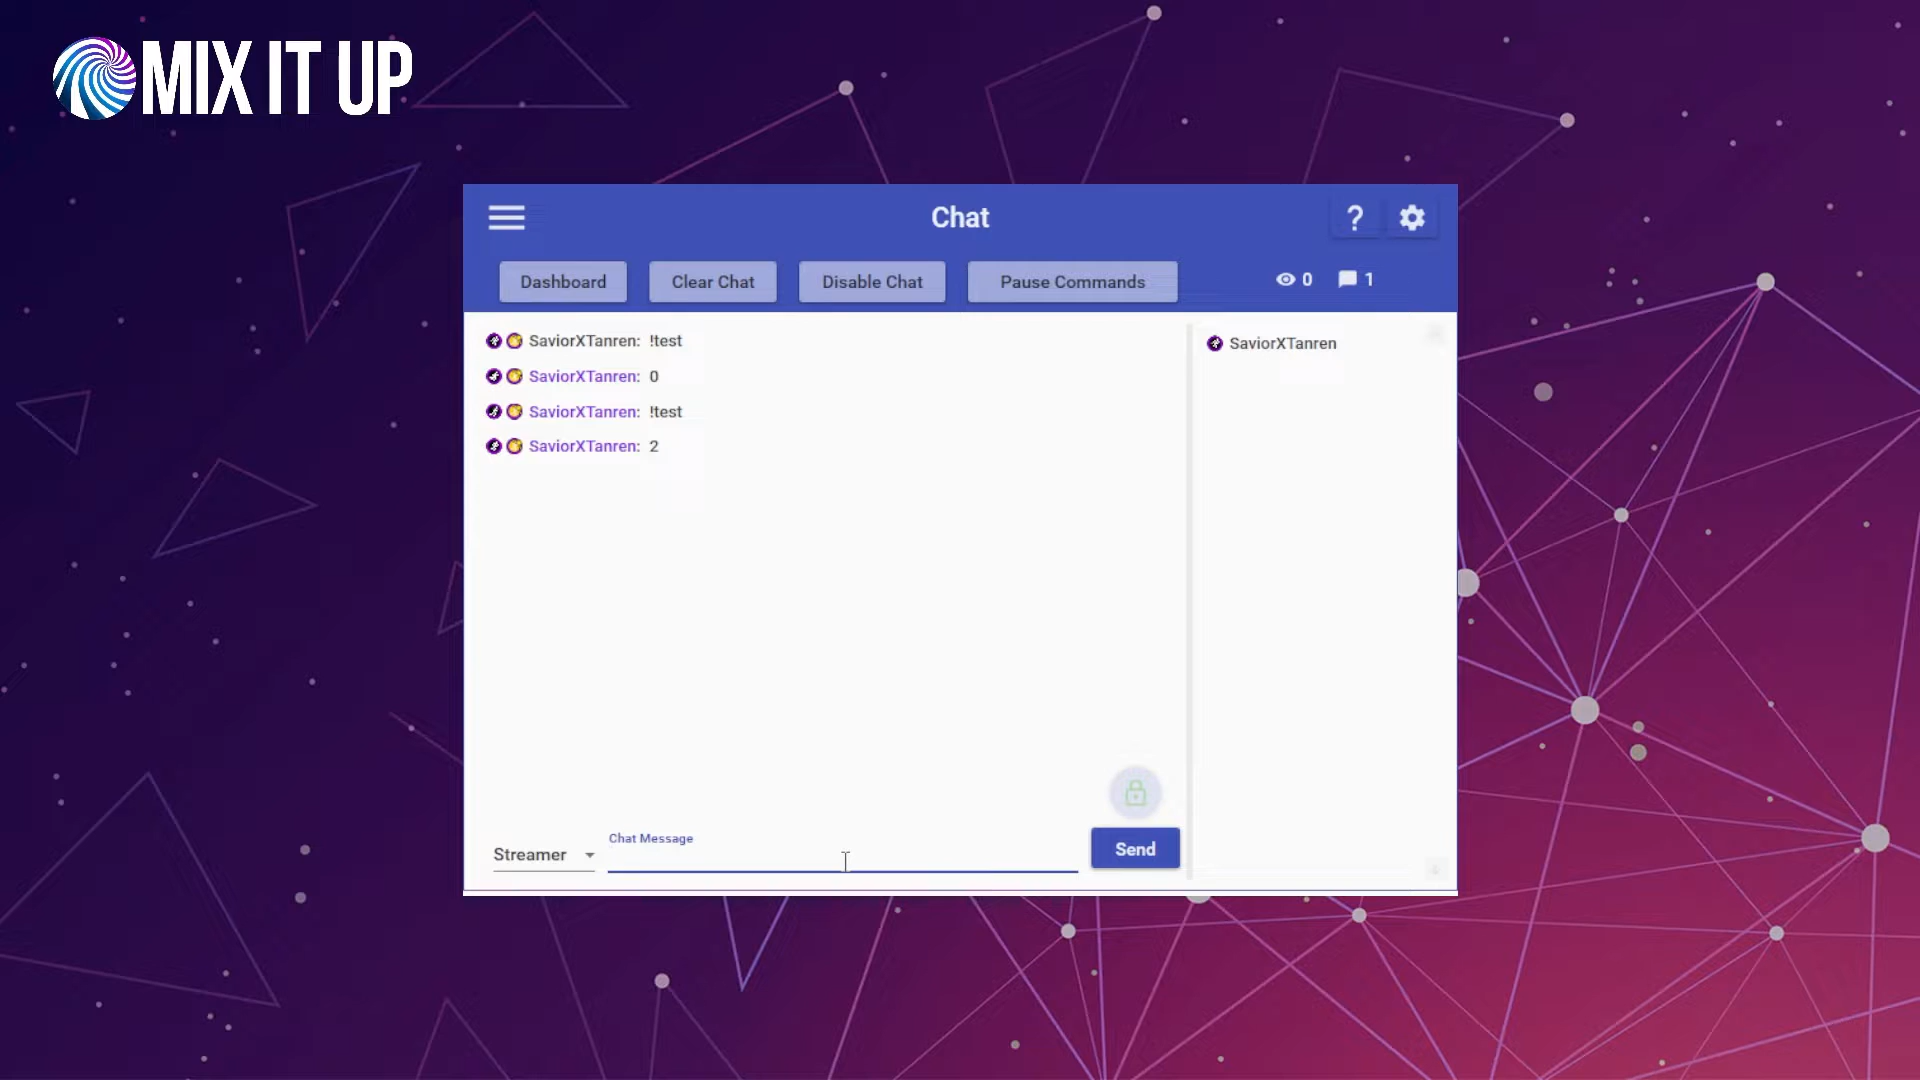 MIX IT UP
Chat
?
Dashboard
Clear Chat
Disable Chat
Pause Commands
0
1
SaviorXTanren: !test
SaviorXTanren: 0
SaviorXTanren: !test
SaviorXTanren: 2
SaviorXTanren
Chat Message
Streamer
Send